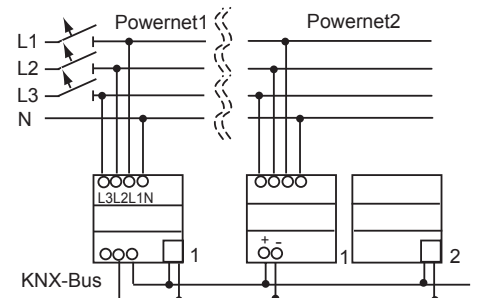 Powernet1 Powernet2
L1
L2
L3
N
L3L2L1N
+ -
1 1 2
KNX-Bus